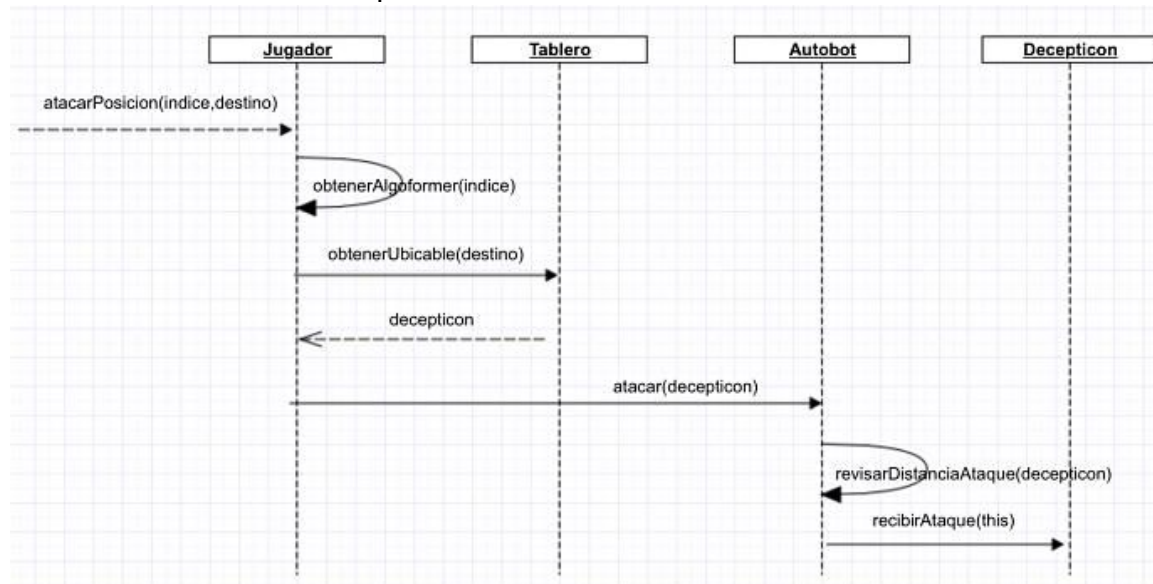 Jugador
Tablero
Autobot
Decepticon
atacarPosicion(indice,destino)
obtenerAlgoformer(indice)
obtenerUbicable(destino)
decepticon
atacar(decepticon)
revisarDistanciaAtaque(decepticon)
recibirAtaque(this)